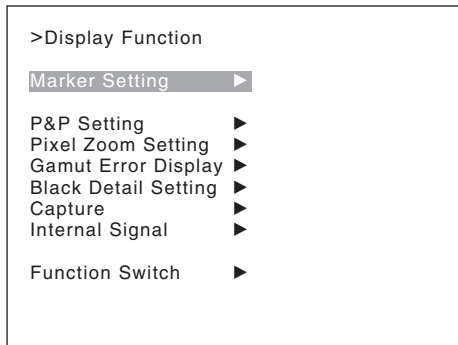 >Display Function
Marker Setting ▶
P&P Setting ▶
Pixel Zoom Setting ▶
Gamut Error Display ▶
Black Detail Setting ▶
Capture ▶
Internal Signal ▶
Function Switch ▶